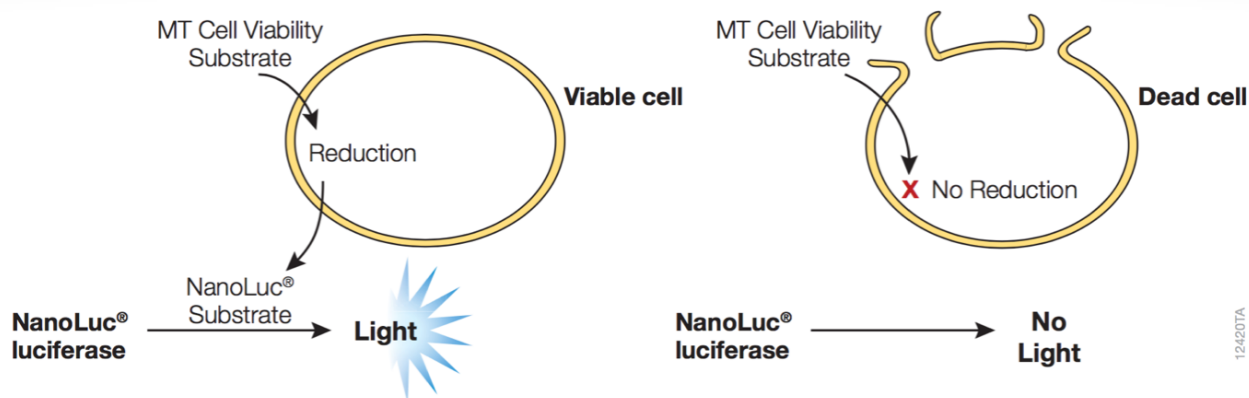 MT Cell Viability
Substrate
Viable cell
Reduction
NanoLuc®
Substrate
NanoLuc®
luciferase
Light
MT Cell Viability
Substrate
Dead cell
X No Reduction
NanoLuc®
luciferase
No
Light
12420TA